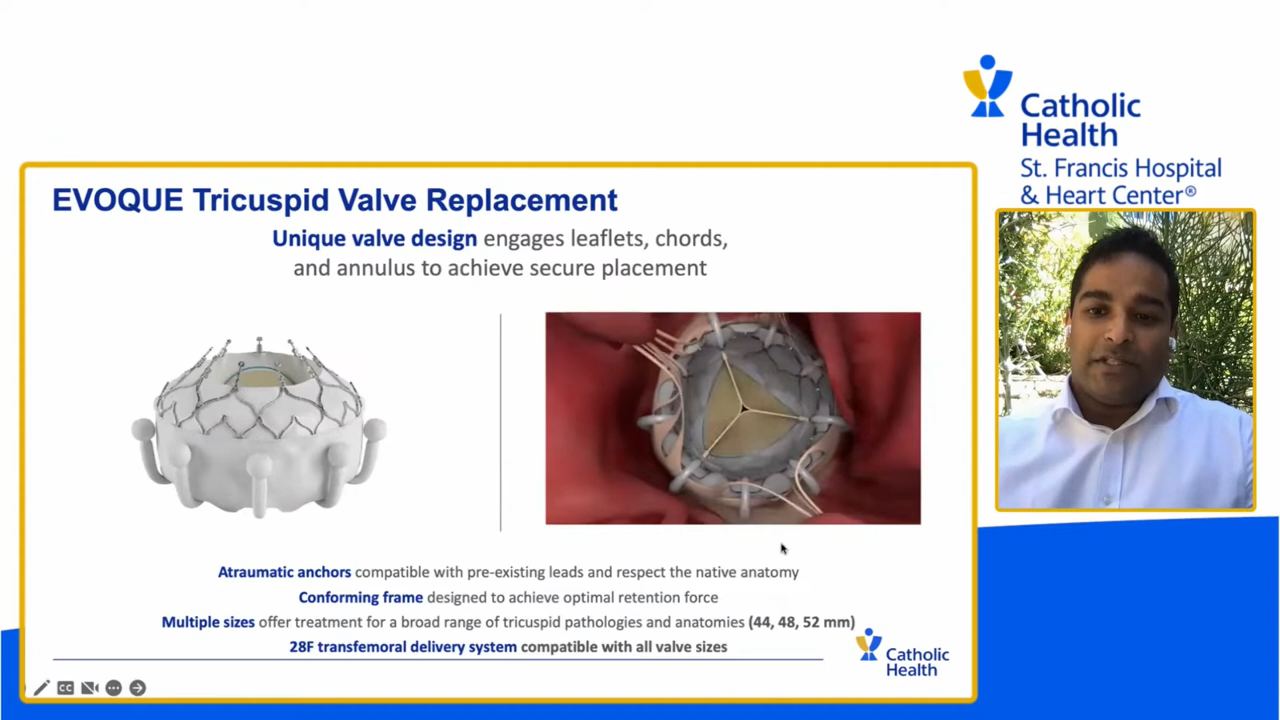 Catholic
Health
St. Francis Hospital
& Heart Center®
EVOQUE Tricuspid Valve Replacement
Unique valve design engages leaflets, chords,
and annulus to achieve secure placement
Atraumatic anchors compatible with pre-existing leads and respect the native anatomy
Conforming frame designed to achieve optimal retention force
Multiple sizes offer treatment for a broad range of tricuspid pathologies and anatomies (44, 48, 52 mm)
28F transfemoral delivery system compatible with all valve sizes
Catholic
Health
CC